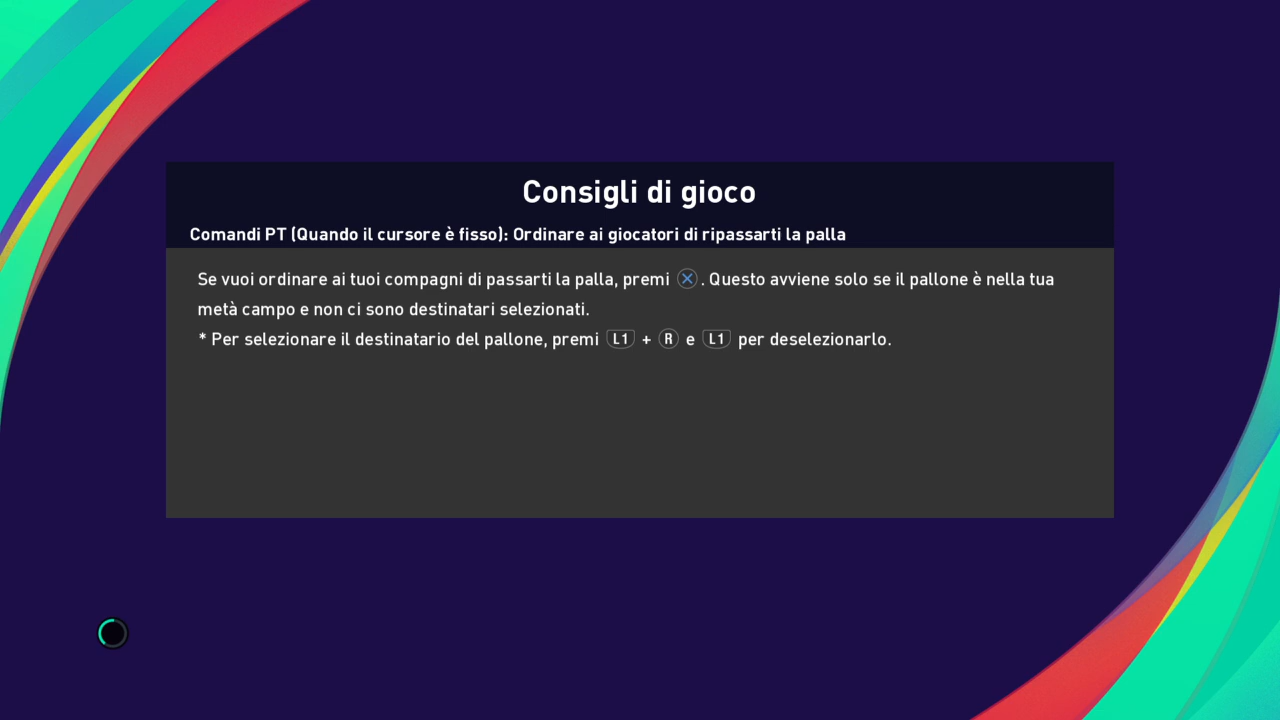 Consigli di gioco
Comandi PT (Quando il cursore è fisso): Ordinare ai giocatori di ripassarti la palla
Se vuoi ordinare ai tuoi compagni di passarti la palla, premi ⓧ. Questo avviene solo se il pallone è nella tua
metà campo e non ci sono destinatari selezionati.
* Per selezionare il destinatario del pallone, premi L1 + R e L1 per deselezionarlo.